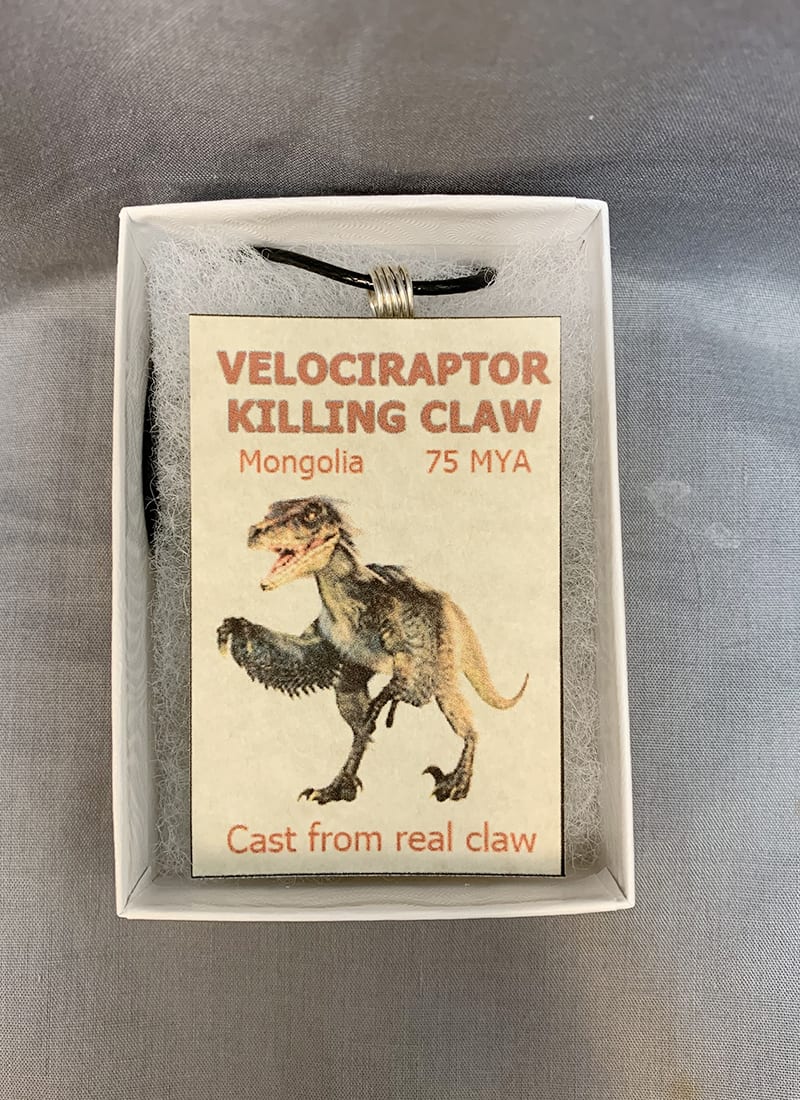 VELOCIRAPTOR
KILLING CLAW
Mongolia 75 MYA
Cast from real claw